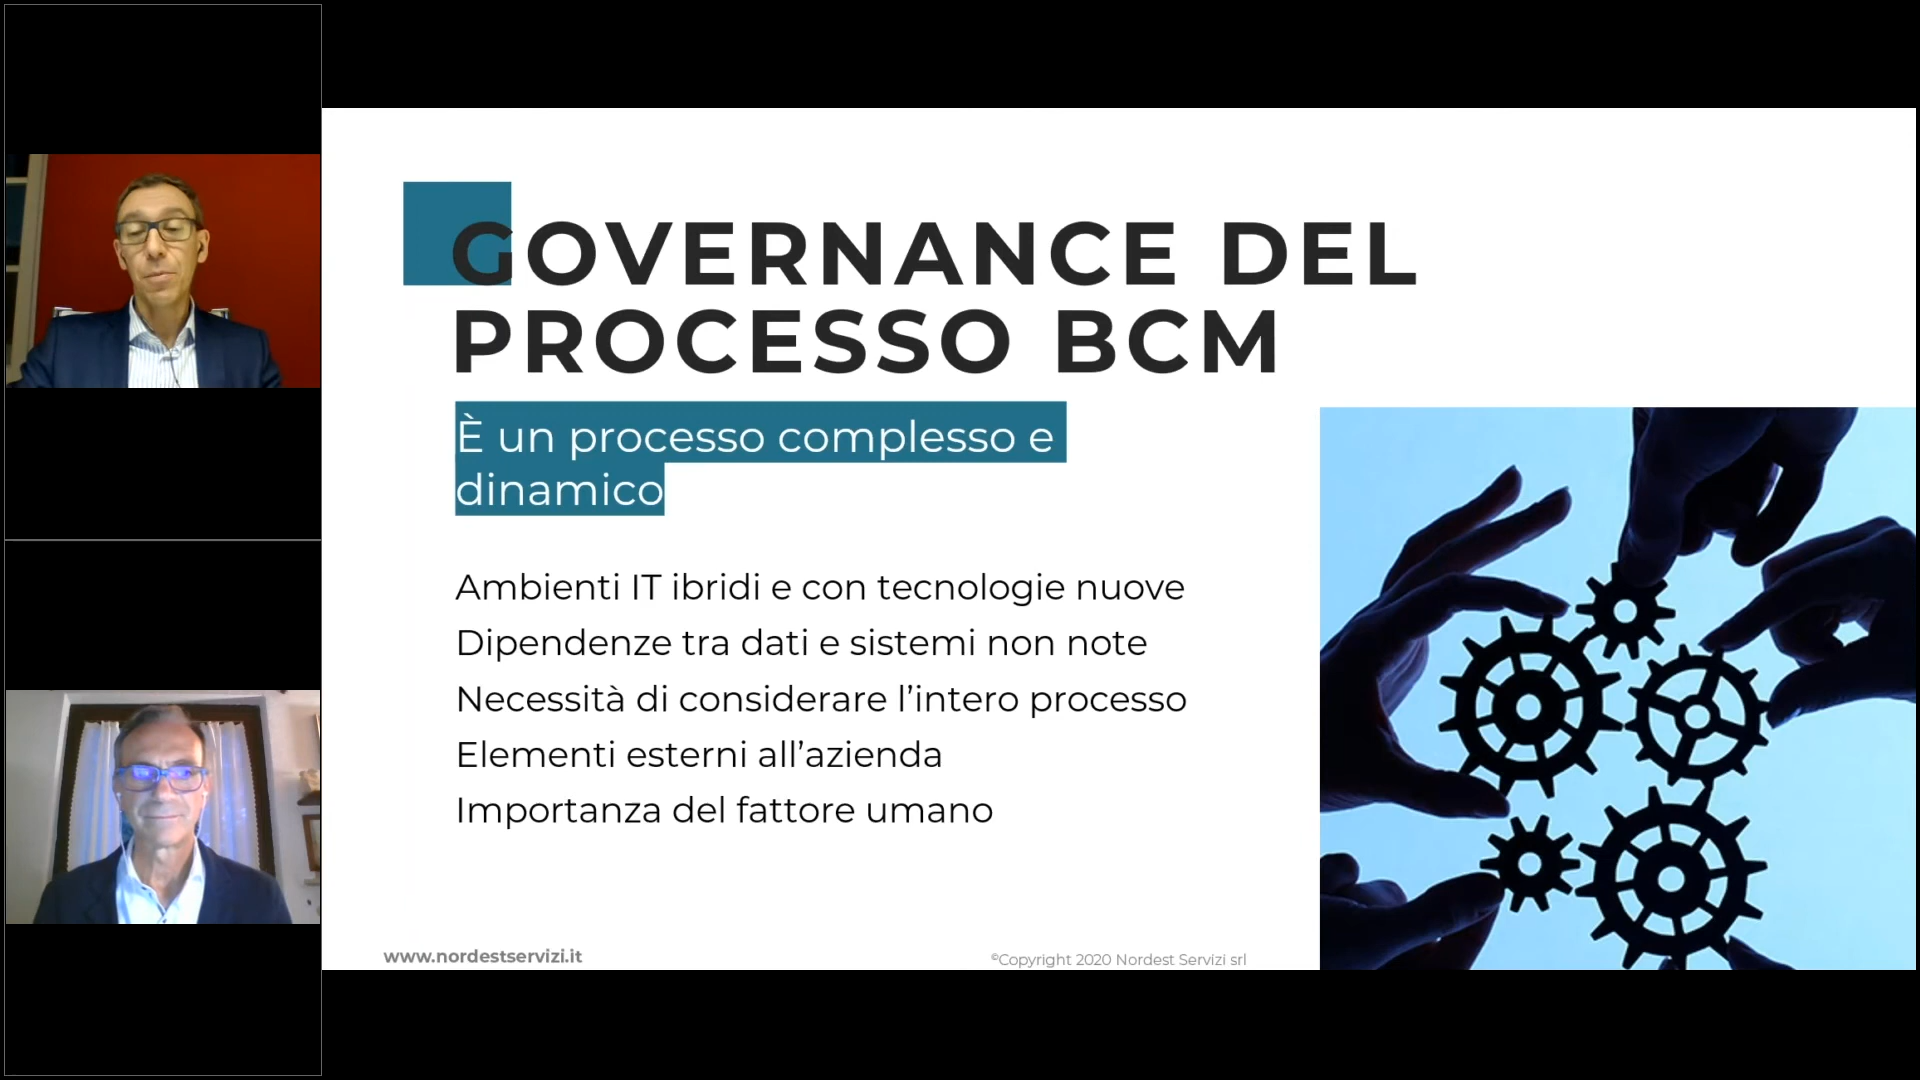 GOVERNANCE DEL
PROCESSO BCM
È un processo complesso e
dinamico
Ambienti IT ibridi e con tecnologie nuove
Dipendenze tra dati e sistemi non note
Necessità di considerare l’intero processo
Elementi esterni all’azienda
Importanza del fattore umano
www.nordestservizi.it
©Copyright 2020 Nordest Servizi srl